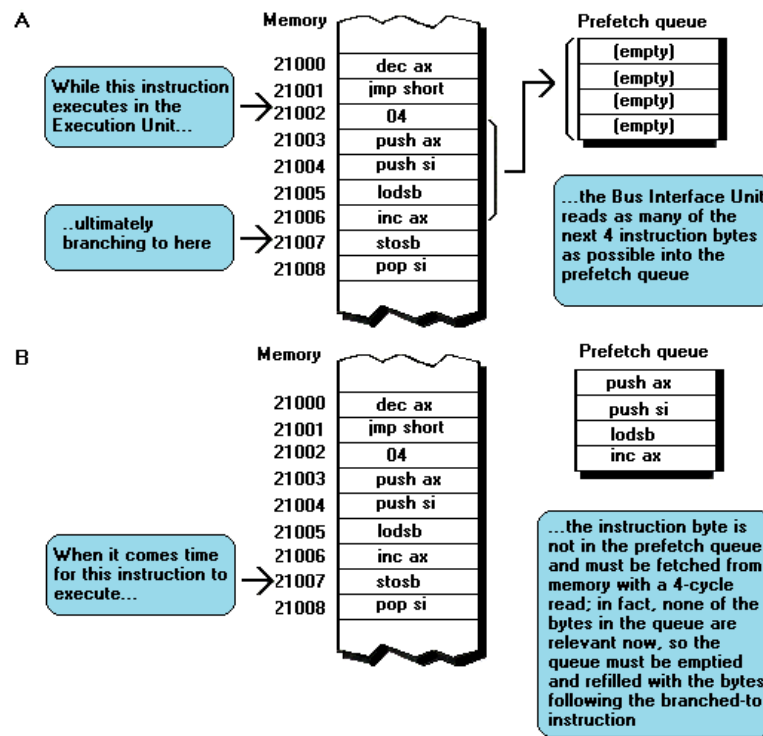 A
Memory
Prefetch queue
While this instruction
executes in the
Execution Unit...
..ultimately
branching to here
21000 dec ax
21001 jmp short
21002 04
21003 push ax
21004 push si
21005 lodsb
21006 inc ax
21007 stosb
21008 pop si
(empty)
(empty)
(empty)
(empty)
...the Bus Interface Unit
reads as many of the
next 4 instruction bytes
as possible into the
prefetch queue
B
Memory
Prefetch queue
When it comes time
for this instruction to
execute...
21000 dec ax
21001 jmp short
21002 04
21003 push ax
21004 push si
21005 lodsb
21006 inc ax
21007 stosb
21008 pop si
push ax
push si
lodsb
inc ax
...the instruction byte is
not in the prefetch queue
and must be fetched from
memory with a 4-cycle
read; in fact, none of the
bytes in the queue are
relevant now, so the
queue must be emptied
and refilled with the bytes
following the branched-to
instruction